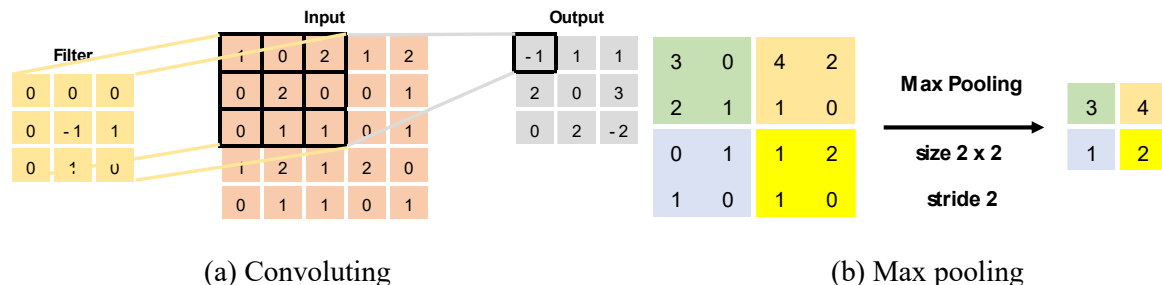 Input
Output
Filter
1 0 2 1 2
0 2 0 0 1
0 1 1 0 1
1 2 1 2 0
0 1 1 0 1
0 0 0
0 -1 1
0 1 0
-1 1 1
2 0 3
0 2 -2
3 0 4 2
2 1 1 0
0 1 1 2
1 0 1 0
Max Pooling
size 2 x 2
stride 2
3 4
1 2
(a) Convoluting
(b) Max pooling